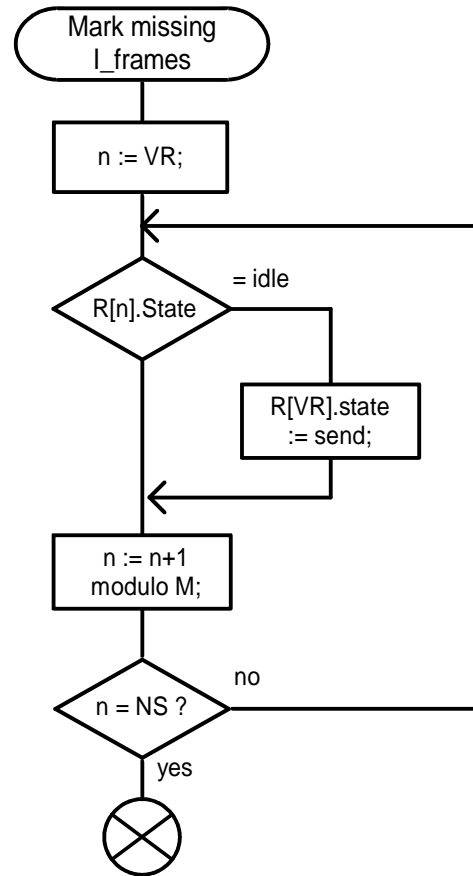 Mark missing
I_frames
n := VR;
R[n].State
= idle
R[VR].state
:= send;
n := n+1
modulo M;
n = NS ?
no
yes